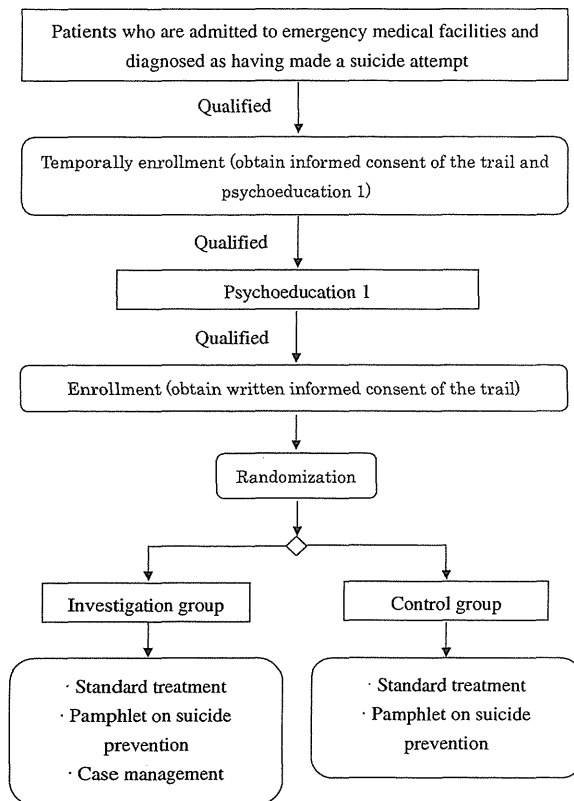 Patients who are admitted to emergency medical facilities and
diagnosed as having made a suicide attempt
Qualified
Temporally enrollment (obtain informed consent of the trail and
psychoeducation 1)
Qualified
Psychoeducation 1
Qualified
Enrollment (obtain written informed consent of the trail)
Randomization
Investigation group
Control group
· Standard treatment
· Pamphlet on suicide
prevention
· Case management
· Standard treatment
· Pamphlet on suicide
prevention